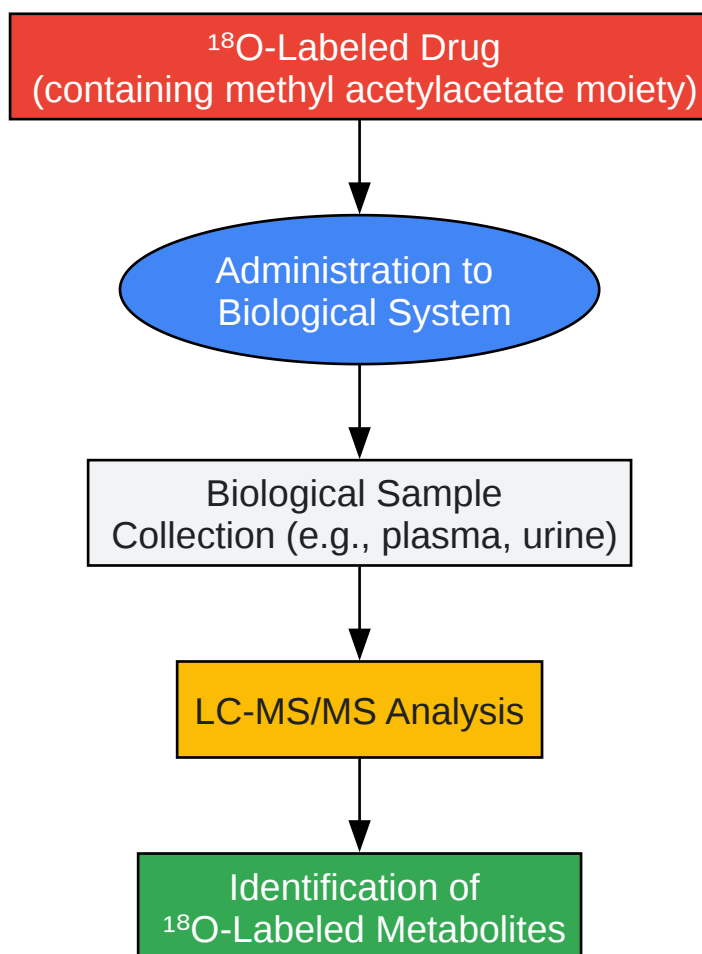 ¹⁸O-Labeled Drug
(containing methyl acetylacetate moiety)
Administration to
Biological System
Biological Sample
Collection (e.g., plasma, urine)
LC-MS/MS Analysis
Identification of
¹⁸O-Labeled Metabolites